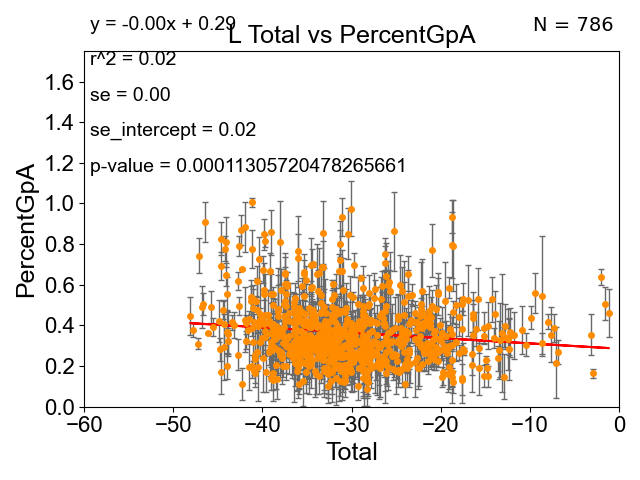 y = -0.00x + 0.29
N = 786
L Total vs PercentGpA
r^2 = 0.02
se = 0.00
se_intercept = 0.02
p-value = 0.00011305720478265661
PercentGpA
1.6
1.4
1.2
1.0
0.8
0.6
0.4
0.2
0.0
−60 −50 −40 −30 −20 −10 0
Total